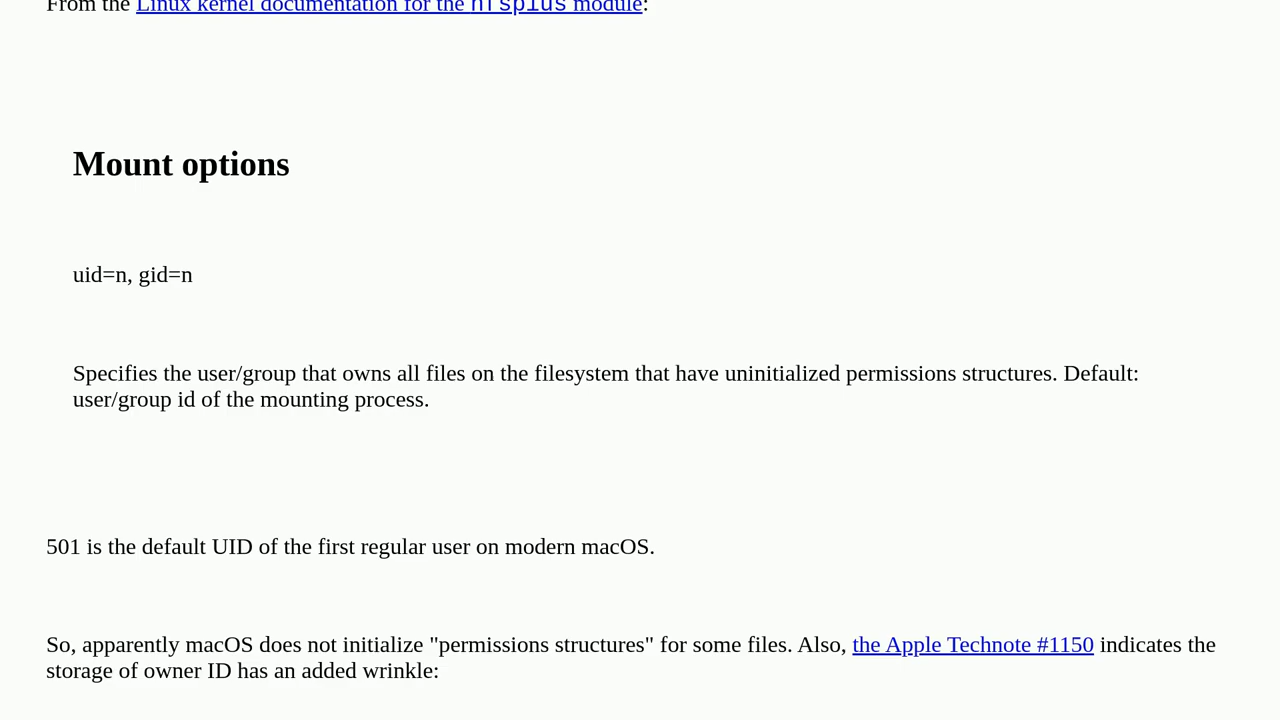 From the Linux kernel documentation for the hfsplus module:
Mount options
uid=n, gid=n
Specifies the user/group that owns all files on the filesystem that have uninitialized permissions structures. Default:
user/group id of the mounting process.
501 is the default UID of the first regular user on modern macOS.
So, apparently macOS does not initialize "permissions structures" for some files. Also, the Apple Technote #1150 indicates the
storage of owner ID has an added wrinkle: